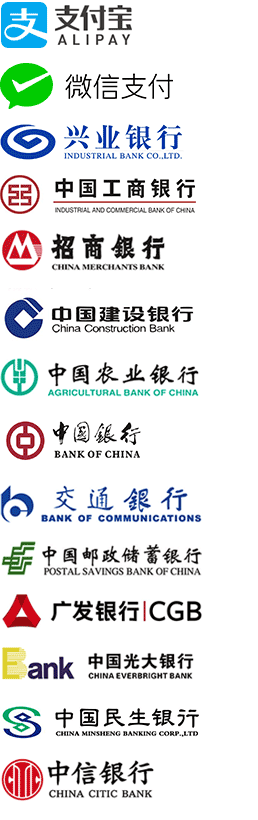 支
支付宝
ALIPAY
微信支付
兴业银行
INDUSTRIAL BANK CO.,LTD.
中国工商银行
INDUSTRIAL AND COMMERCIAL BANK OF CHINA
招商銀行
CHINA MERCHANTS BANK
中国建设银行
China Construction Bank
中国农业银行
AGRICULTURAL BANK OF CHINA
中國銀行
BANK OF CHINA
交通銀行
BANK OF COMMUNICATIONS
中国邮政储蓄银行
POSTAL SAVINGS BANK OF CHINA
广发银行|CGB
Bank
中国光大银行
CHINA EVERBRIGHT BANK
中国民生银行
CHINA MINSHENG BANKING CORP.,LTD
中信银行
CHINA CITIC BANK